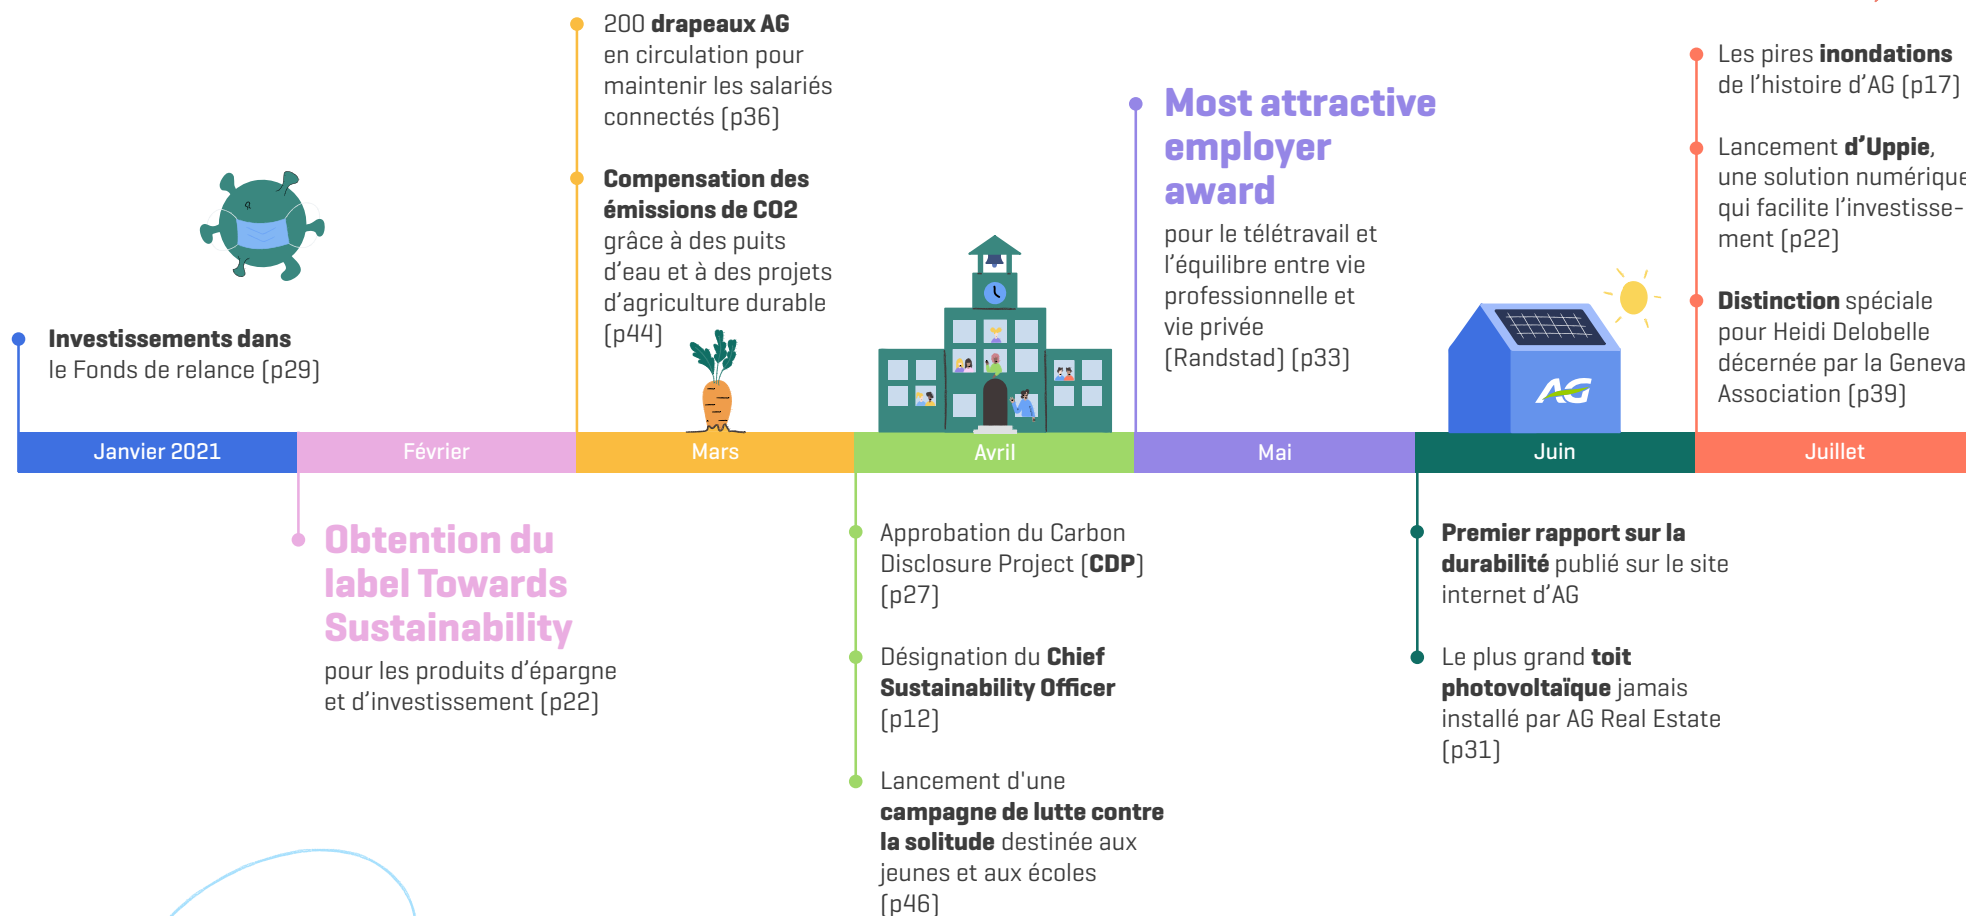 200 drapeaux AG
en circulation pour
maintenir les salariés
connectés (p36)
Compensation des
émissions de CO2
grâce à des puits
d'eau et à des projets
d'agriculture durable
(p44)
Most attractive
employer
award
pour le télétravail et
l'équilibre entre vie
professionnelle et
vie privée
(Randstad) (p33)
Les pires inondations
de l'histoire d'AG (p17)
Lancement d'Uppie,
une solution numérique
qui facilite l'investisse-
ment (p22)
Distinction spéciale
pour Heidi Delobelle
décernée par la Geneva
Association (p39)
Investissements dans
le Fonds de relance (p29)
AG
Janvier 2021
Février
Mars
Avril
Mai
Juin
Juillet
Obtention du
label Towards
Sustainability
pour les produits d'épargne
et d'investissement (p22)
Approbation du Carbon
Disclosure Project (CDP)
(p27)
Désignation du Chief
Sustainability Officer
(p12)
Lancement d'une
campagne de lutte contre
la solitude destinée aux
jeunes et aux écoles
(p46)
Premier rapport sur la
durabilité publié sur le site
internet d'AG
Le plus grand toit
photovoltaïque jamais
installé par AG Real Estate
(p31)